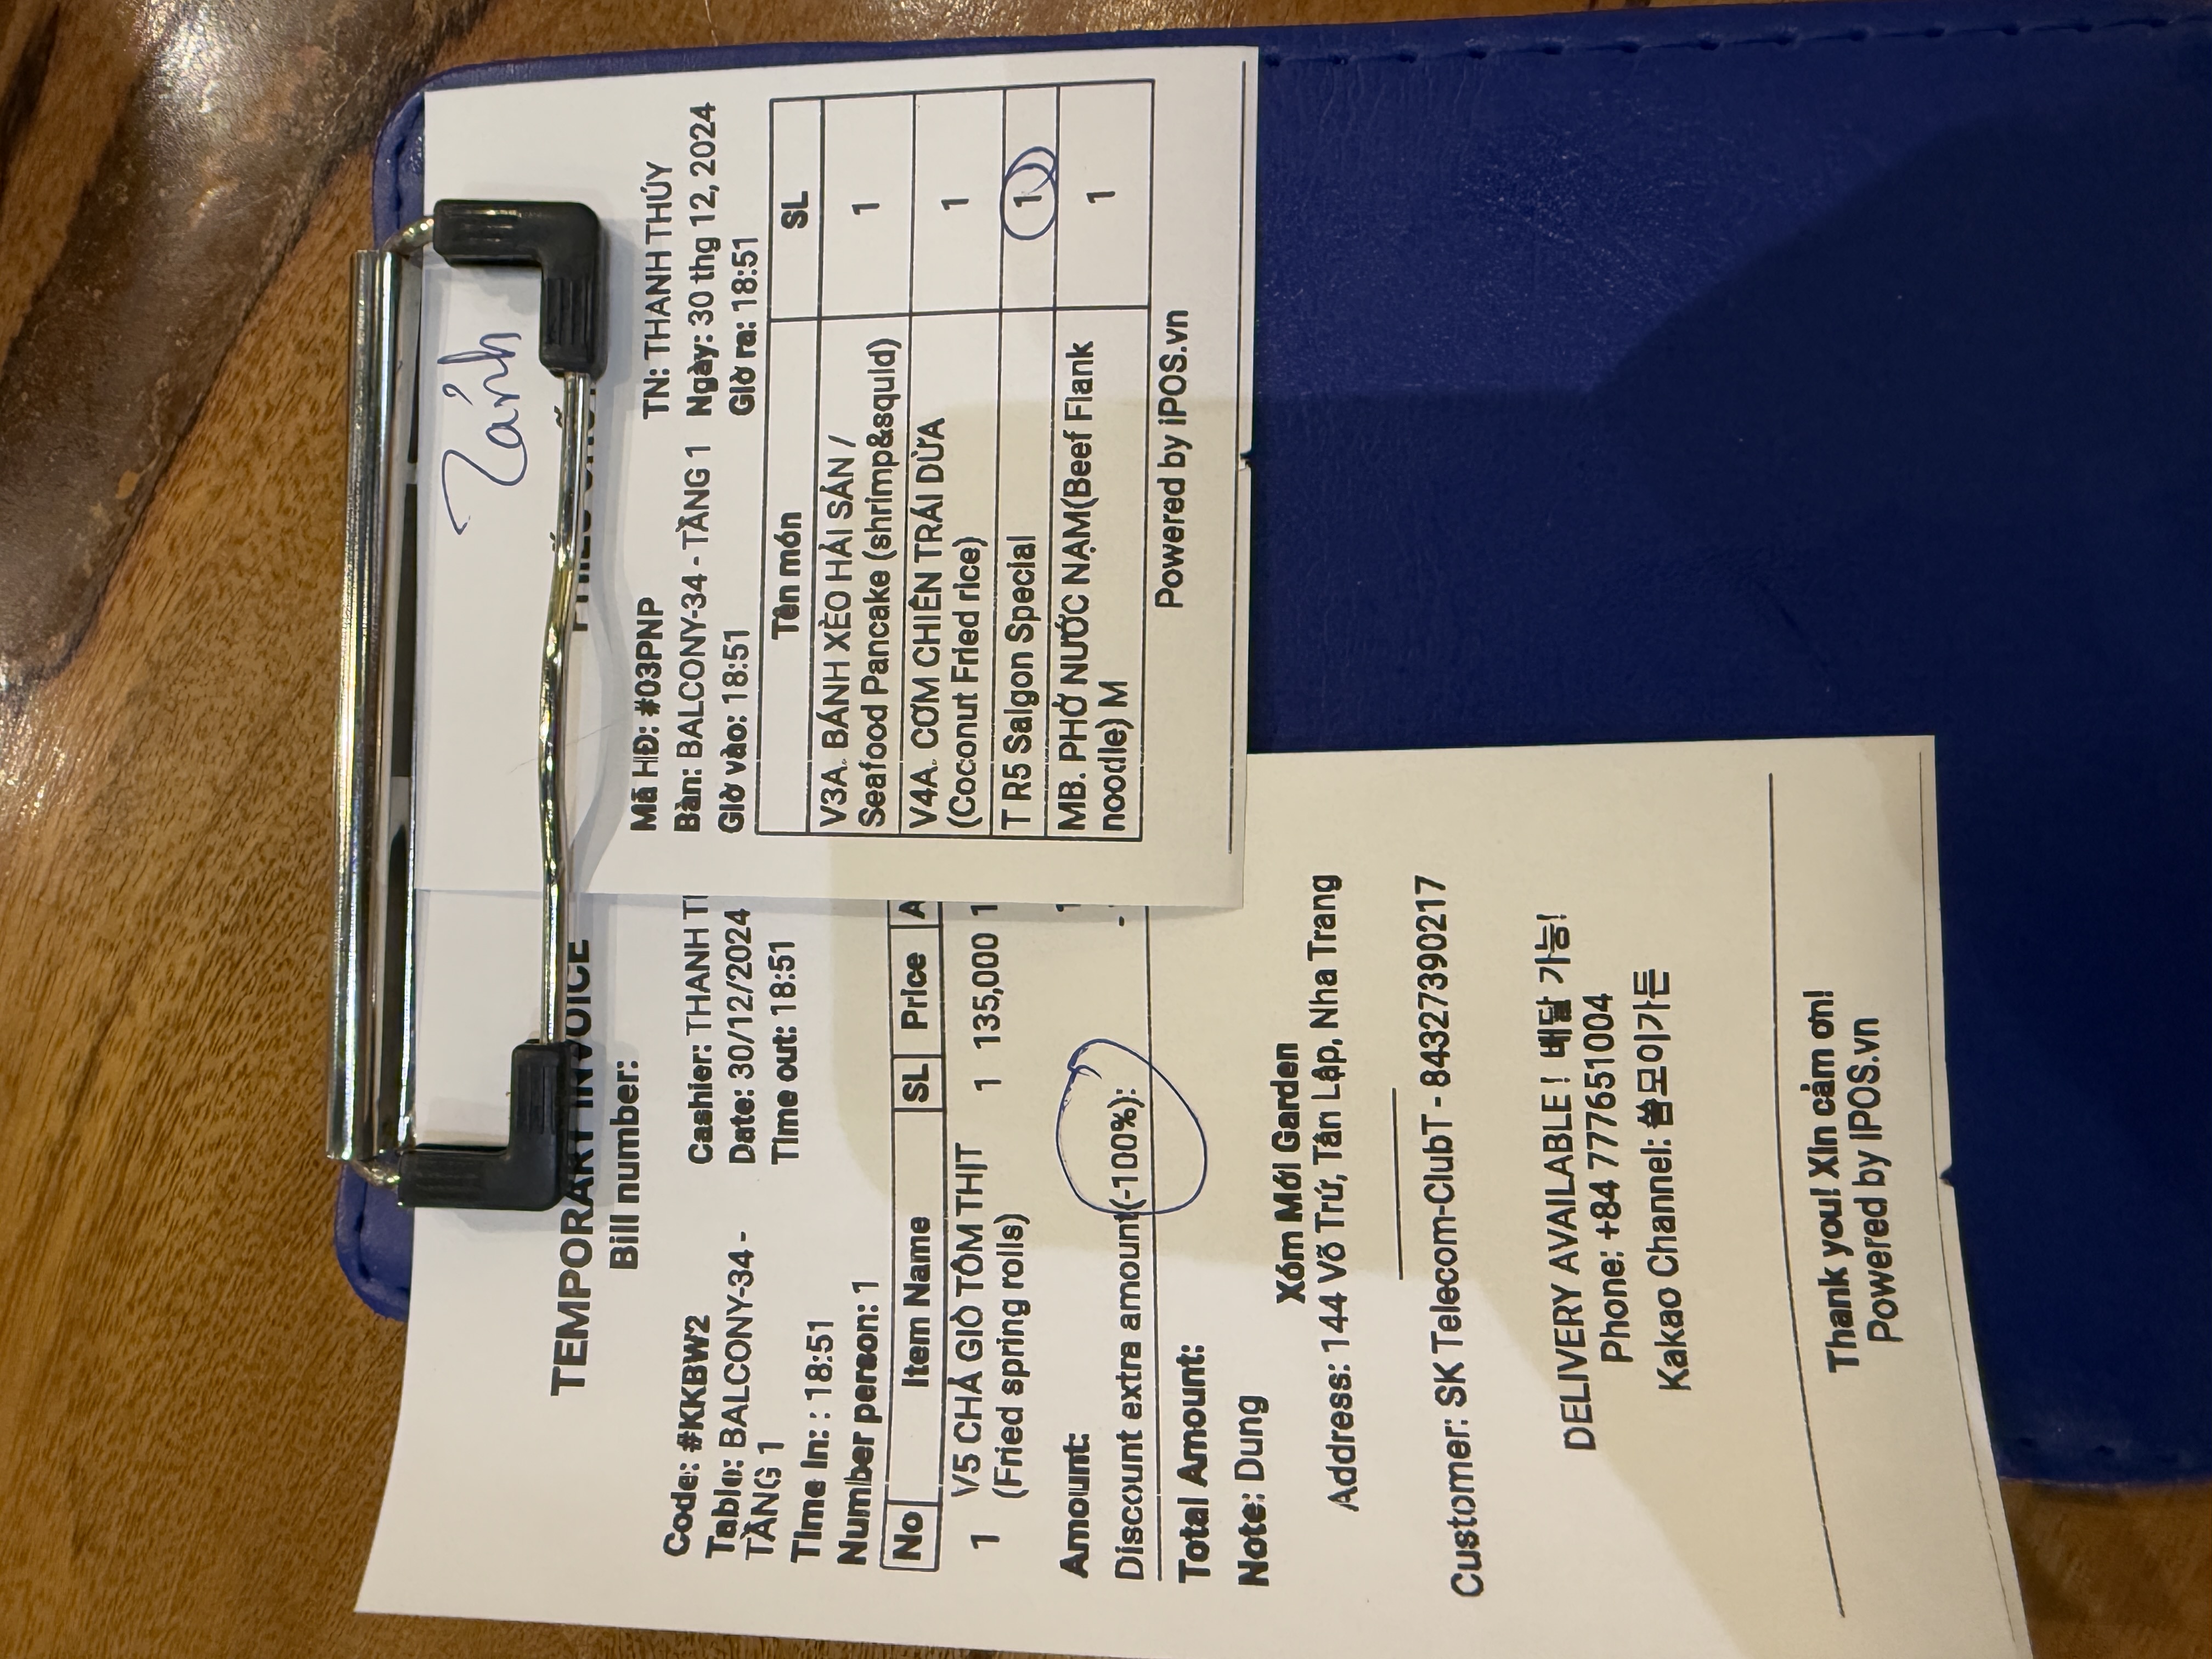 Tánh
Mã HĐ: #03PNP TN: THANH THÚY
Bàn: BALCONY-34 - TẦNG 1 Ngày: 30 thg 12, 2024
Giờ vào: 18:51 Giờ ra: 18:51
Tên món SL
V3A. BÁNH XÈO HẢI SẢN / 1
Seafood Pancake (shrimp&squid)
V4A. CƠM CHIÊN TRÁI DỪA 1
(Coconut Fried rice)
T R5 Saigon Special 1
MB. PHỞ NƯỚC NẠM(Beef Flank 1
noodle) M
Powered by iPOS.vn
TEMPORARY INVOICE
Bill number:
Code: #KKBW2 Cashier: THANH
Table: BALCONY-34 - Date: 30/12/2024
TẦNG 1 Time out: 18:51
Time In: : 18:51
Number person: 1
No Item Name SL Price A
1 V5 CHẢ GIÒ TÔM THỊT 1 135,000 1
(Fried spring rolls)
Amount: 1
Discount extra amount(-100%): -
Total Amount:
Note: Dung
Xóm Mới Garden
Address: 144 Võ Trứ, Tân Lập, Nha Trang
Customer: SK Telecom-ClubT - 84327390217
DELIVERY AVAILABLE ! 배달 가능!
Phone: +84 777651004
Kakao Channel: 쏨모이가든
Thank you! Xin cảm ơn!
Powered by iPOS.vn